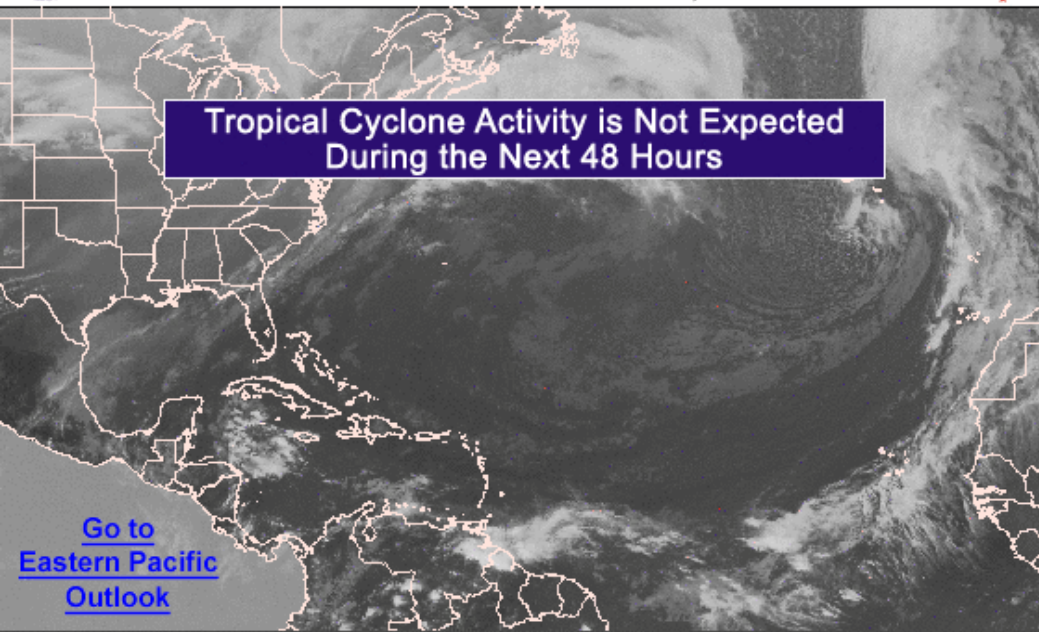 Tropical Cyclone Activity is Not Expected
During the Next 48 Hours
Go to
Eastern Pacific
Outlook